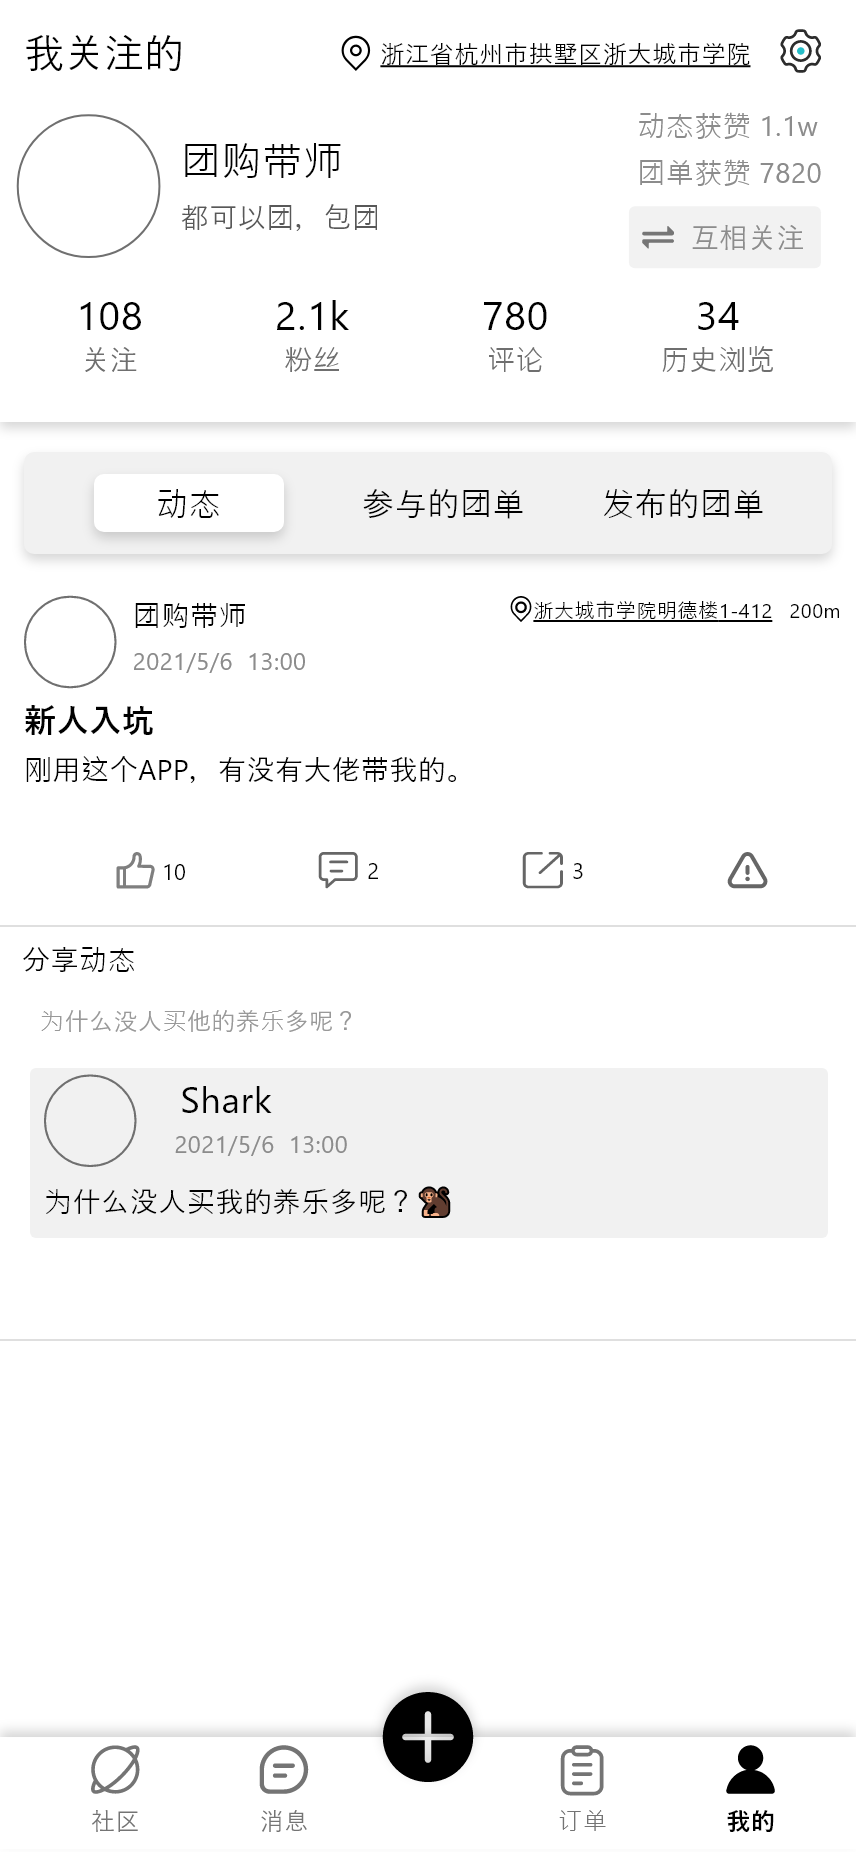 我关注的
浙江省杭州市拱墅区浙大城市学院
团购带师
都可以团，包团
动态获赞 1.1w
团单获赞 7820
互相关注
108
关注
2.1k
粉丝
780
评论
34
历史浏览
动态
参与的团单
发布的团单
团购带师
2021/5/6 13:00
浙大城市学院明德楼1-412 200m
新人入坑
刚用这个APP，有没有大佬带我的。
10
2
3
分享动态
为什么没人买他的养乐多呢？
Shark
2021/5/6 13:00
为什么没人买我的养乐多呢？🐒
社区
消息
订单
我的